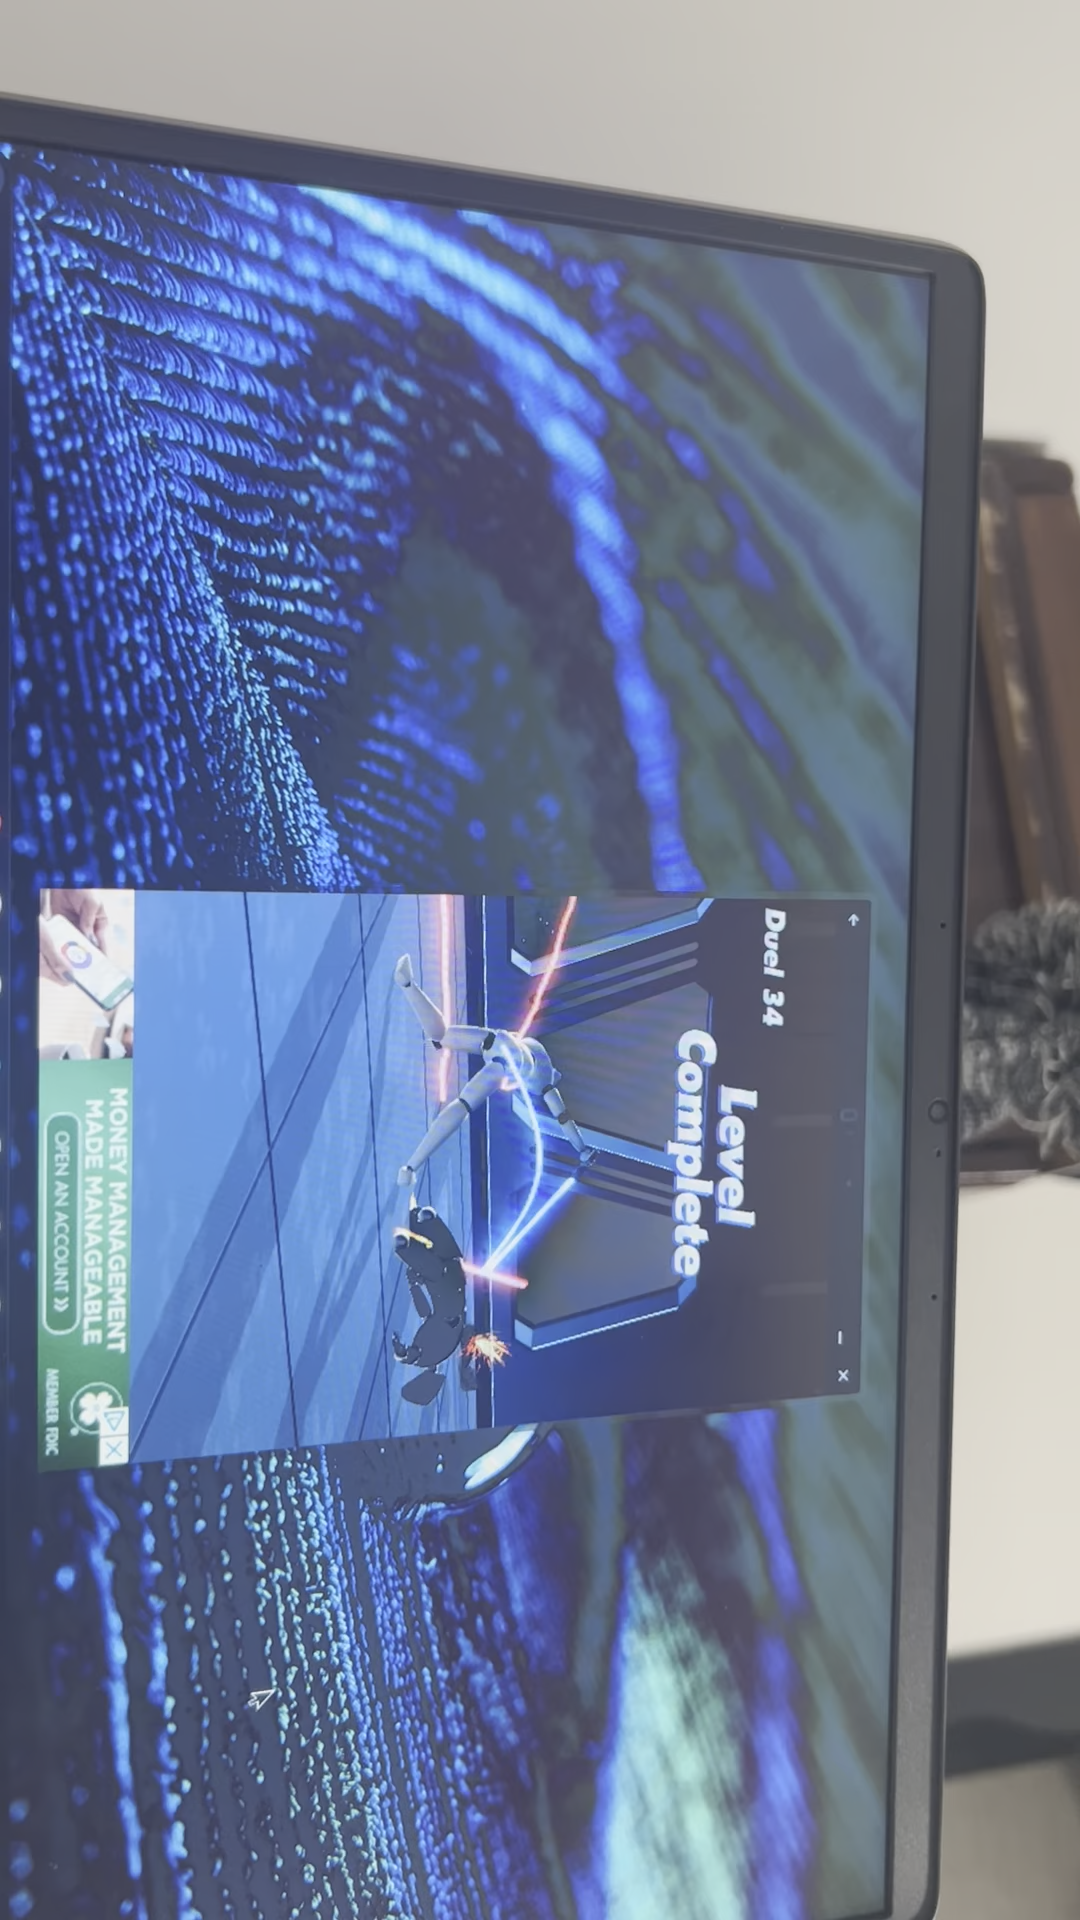 Duel 34
Level
Complete
MONEY MANAGEMENT
MADE MANAGEABLE
OPEN AN ACCOUNT »
MEMBER FDIC